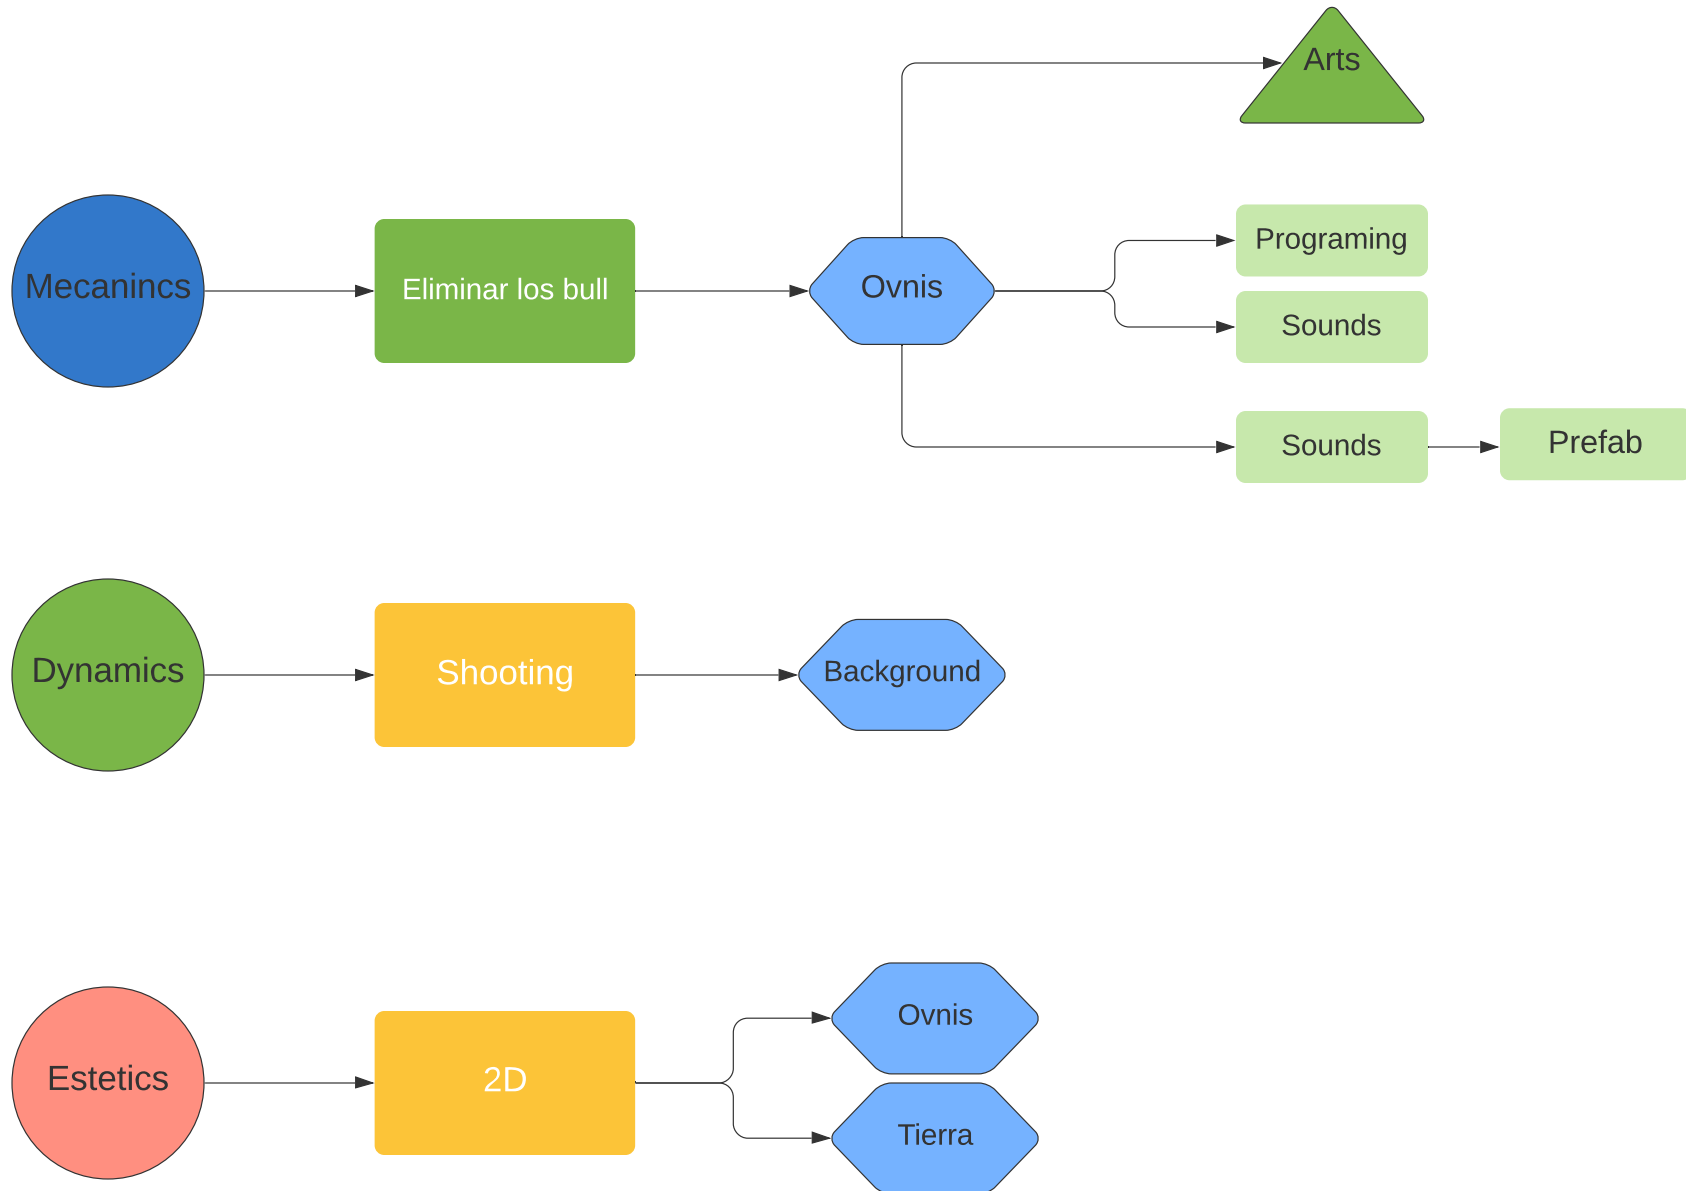 Arts
Mecanincs
Eliminar los bull
Ovnis
Programing
Sounds
Sounds
Prefab
Dynamics
Shooting
Background
Estetics
2D
Ovnis
Tierra